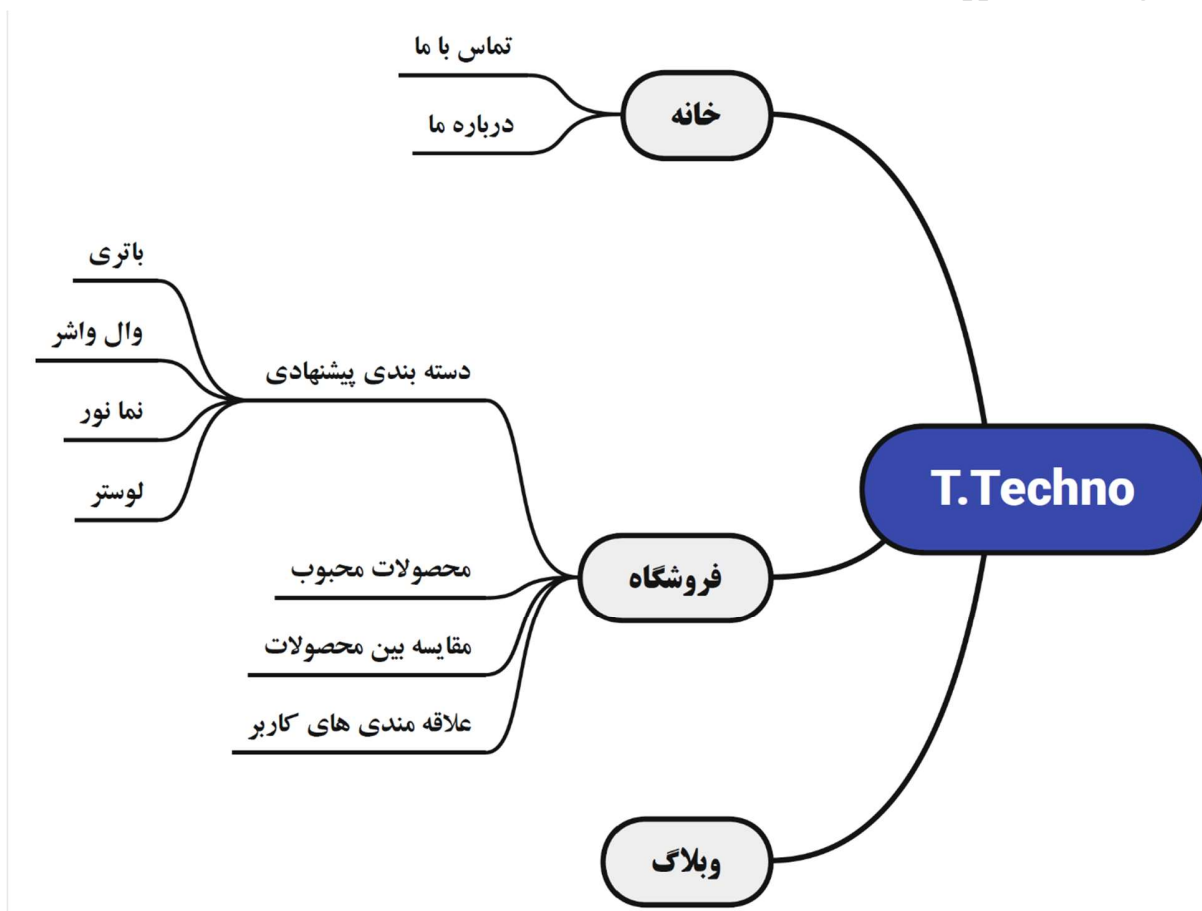 T.Techno
خانه
تماس با ما
درباره ما
فروشگاه
دسته بندی پیشنهادی
باتری
وال واشر
نما نور
لوستر
محصولات محبوب
مقایسه بین محصولات
علاقه مندی های کاربر
وبلاگ